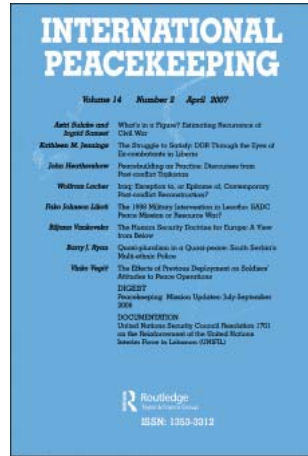 INTERNATIONAL
PEACEKEEPING
Volume 14 Number 2 April 2007
Astri Suhrke and What's in a Figure? Estimating Recurrence of
Ingrid Samset Civil War
Kathleen M. Jennings The Struggle to Satisfy: DDR Through the Eyes of
Ex-combatants in Liberia
John Heathershaw Peacebuilding as Practice: Discourses from
Post-conflict Tajikistan
Wolfram Lacher Iraq: Exception to, or Epitome of, Contemporary
Post-conflict Reconstruction?
Fako Johnson Likoti The 1998 Military Intervention in Lesotho: SADC
Peace Mission or Resource War?
Biljana Vankovska The Human Security Doctrine for Europe: A View
from Below
Barry J. Ryan Quasi-pluralism in a Quasi-peace: South Serbia's
Multi-ethnic Police
Vinko Vegič The Effects of Previous Deployment on Soldiers'
Attitudes to Peace Operations
DIGEST
Peacekeeping: Mission Updates: July-September
2006
DOCUMENTATION
United Nations Security Council Resolution 1701
on the Reinforcement of the United Nations
Interim Force in Lebanon (UNIFIL)
Routledge
Taylor & Francis Group
ISSN: 1353-3312